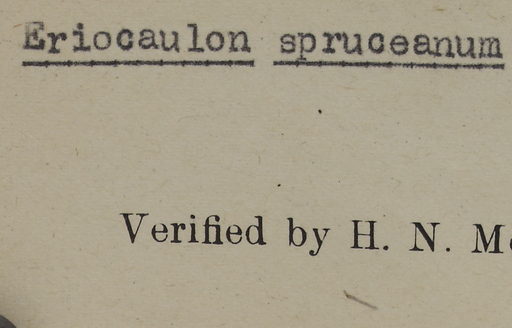 Eriocaulon spruceanum
Verified by H. N.